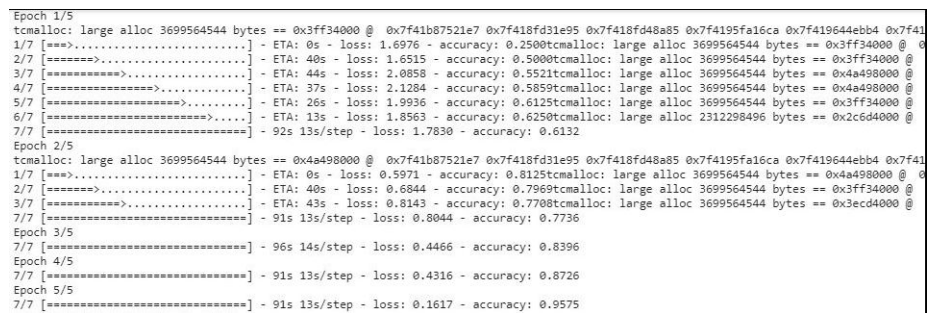 Epoch 1/5
tcmalloc: large alloc 3699564544 bytes == 0x3ff34000 @  0x7f41b87521e7 0x7f418fd31e95 0x7f418fd48a85 0x7f4195fa16ca 0x7f419644ebb4 0x7f41
1/7 [===>..........................] - ETA: 0s - loss: 1.6976 - accuracy: 0.2500tcmalloc: large alloc 3699564544 bytes == 0x3ff34000 @  0
2/7 [=======>......................] - ETA: 40s - loss: 1.6515 - accuracy: 0.5000tcmalloc: large alloc 3699564544 bytes == 0x3ff34000 @
3/7 [===========>..................] - ETA: 44s - loss: 2.0858 - accuracy: 0.5521tcmalloc: large alloc 3699564544 bytes == 0x4a498000 @
4/7 [================>.............] - ETA: 37s - loss: 2.1284 - accuracy: 0.5859tcmalloc: large alloc 3699564544 bytes == 0x4a498000 @
5/7 [====================>.........] - ETA: 26s - loss: 1.9936 - accuracy: 0.6125tcmalloc: large alloc 3699564544 bytes == 0x3ff34000 @
6/7 [========================>.....] - ETA: 13s - loss: 1.8563 - accuracy: 0.6250tcmalloc: large alloc 2312298496 bytes == 0x2c6d4000 @
7/7 [==============================] - 92s 13s/step - loss: 1.7830 - accuracy: 0.6132
Epoch 2/5
tcmalloc: large alloc 3699564544 bytes == 0x4a498000 @  0x7f41b87521e7 0x7f418fd31e95 0x7f418fd48a85 0x7f4195fa16ca 0x7f419644ebb4 0x7f41
1/7 [===>..........................] - ETA: 0s - loss: 0.5971 - accuracy: 0.8125tcmalloc: large alloc 3699564544 bytes == 0x4a498000 @  0
2/7 [=======>......................] - ETA: 40s - loss: 0.6844 - accuracy: 0.7969tcmalloc: large alloc 3699564544 bytes == 0x3ff34000 @
3/7 [===========>..................] - ETA: 43s - loss: 0.8143 - accuracy: 0.7708tcmalloc: large alloc 3699564544 bytes == 0x3ecd4000 @
7/7 [==============================] - 91s 13s/step - loss: 0.8044 - accuracy: 0.7736
Epoch 3/5
7/7 [==============================] - 96s 14s/step - loss: 0.4466 - accuracy: 0.8396
Epoch 4/5
7/7 [==============================] - 91s 13s/step - loss: 0.4316 - accuracy: 0.8726
Epoch 5/5
7/7 [==============================] - 91s 13s/step - loss: 0.1617 - accuracy: 0.9575